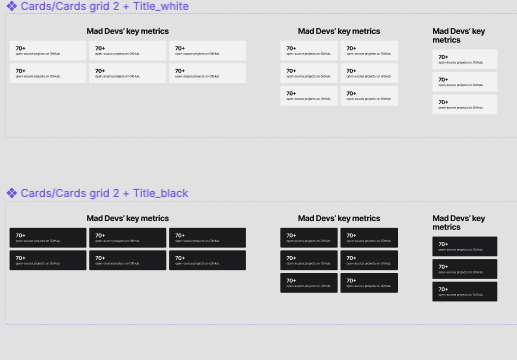 Cards/Cards grid 2 + Title_white
Mad Devs' key metrics
70+
open-source projects on GitHub.
70+
open-source projects on GitHub.
70+
open-source projects on GitHub.
70+
open-source projects on GitHub.
70+
open-source projects on GitHub.
70+
open-source projects on GitHub.
Mad Devs' key metrics
70+
open-source projects on GitHub.
70+
open-source projects on GitHub.
70+
open-source projects on GitHub.
70+
open-source projects on GitHub.
70+
open-source projects on GitHub.
70+
open-source projects on GitHub.
Mad Devs' key
metrics
70+
open-source projects on GitHub.
70+
open-source projects on GitHub.
70+
open-source projects on GitHub.
Cards/Cards grid 2 + Title_black
Mad Devs' key metrics
70+
open-source projects on GitHub.
70+
open-source projects on GitHub.
70+
open-source projects on GitHub.
70+
open-source projects on GitHub.
70+
open-source projects on GitHub.
70+
open-source projects on GitHub.
Mad Devs' key metrics
70+
open-source projects on GitHub.
70+
open-source projects on GitHub.
70+
open-source projects on GitHub.
70+
open-source projects on GitHub.
70+
open-source projects on GitHub.
70+
open-source projects on GitHub.
Mad Devs' key
metrics
70+
open-source projects on GitHub.
70+
open-source projects on GitHub.
70+
open-source projects on GitHub.